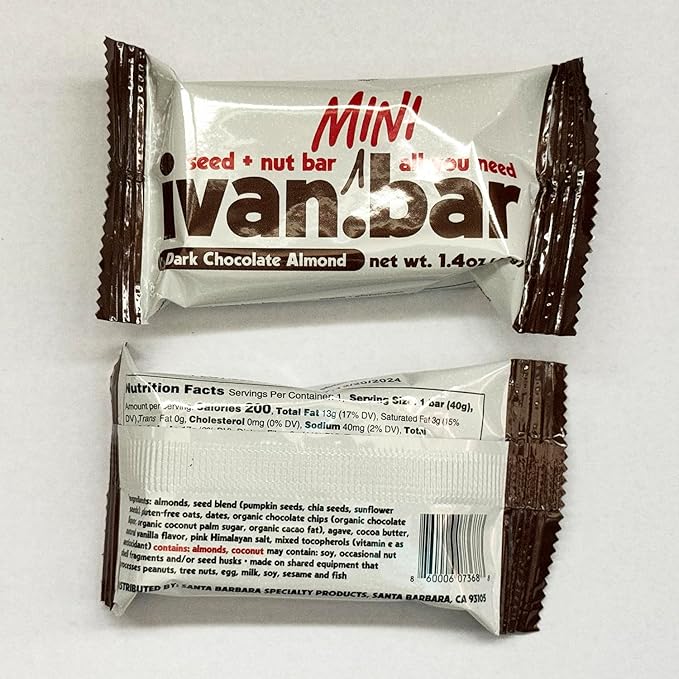 MINI
seed + nut bar all you need
ivan.bar
Dark Chocolate Almond net wt. 1.4oz
/20/2024
Nutrition Facts Servings Per Container: 1, Serving Size: 1 bar (40g),
Amount per serving: Calories 200, Total Fat 13g (17% DV), Saturated Fat 3g (15%
DV), Trans Fat 0g, Cholesterol 0mg (0% DV), Sodium 40mg (2% DV), Total
ingredients: almonds, seed blend (pumpkin seeds, chia seeds, sunflower
seeds), gluten-free oats, dates, organic chocolate chips (organic chocolate
organic coconut palm sugar, organic cacao fat), agave, cocoa butter,
natural vanilla flavor, pink Himalayan salt, mixed tocopherols (vitamin e as
antioxidant) contains: almonds, coconut may contain: soy, occasional nut
shell fragments and/or seed husks • made on shared equipment that
processes peanuts, tree nuts, egg, milk, soy, sesame and fish
DISTRIBUTED BY: SANTA BARBARA SPECIALTY PRODUCTS, SANTA BARBARA, CA 93105
8 60006 07368 8